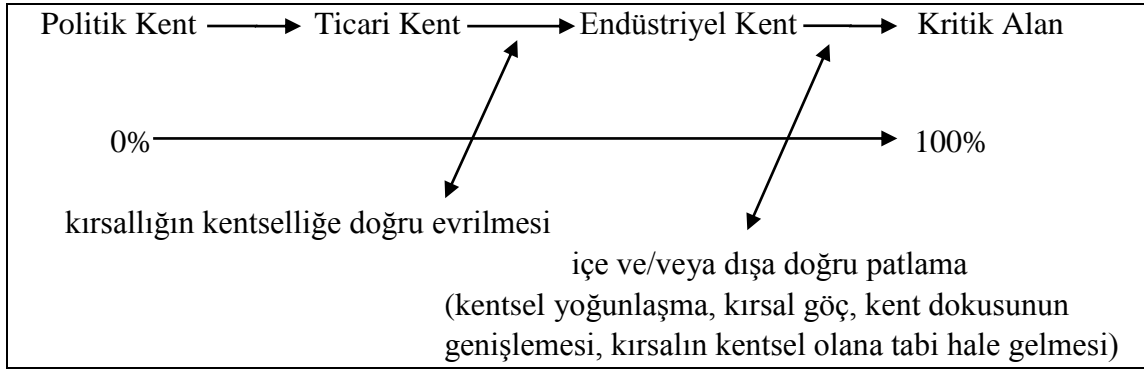 Politik Kent Ticari Kent Endüstriyel Kent Kritik Alan
0% 100%
kırsallığın kentselliğe doğru evrilmesi
içe ve/veya dışa doğru patlama
(kentsel yoğunlaşma, kırsal göç, kent dokusunun
genişlemesi, kırsalın kentsel olana tabi hale gelmesi)